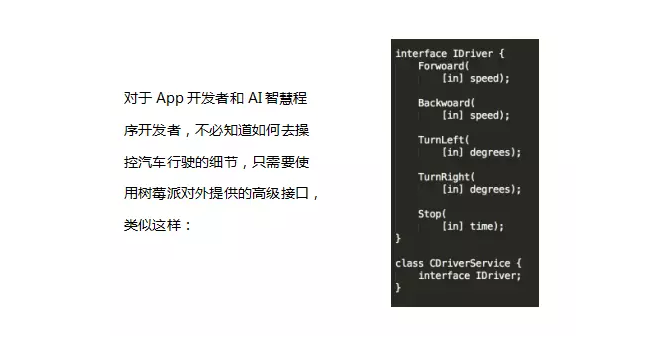 对于 App 开发者和 AI 智慧程
序开发者，不必知道如何去操
控汽车行驶的细节，只需要使
用树莓派对外提供的高级接口，
类似这样：
interface IDriver {
Forwoard(
[in] speed);
Backwoard(
[in] speed);
TurnLeft(
[in] degrees);
TurnRight(
[in] degrees);
Stop(
[in] time);
}
class CDriverService {
interface IDriver;
}